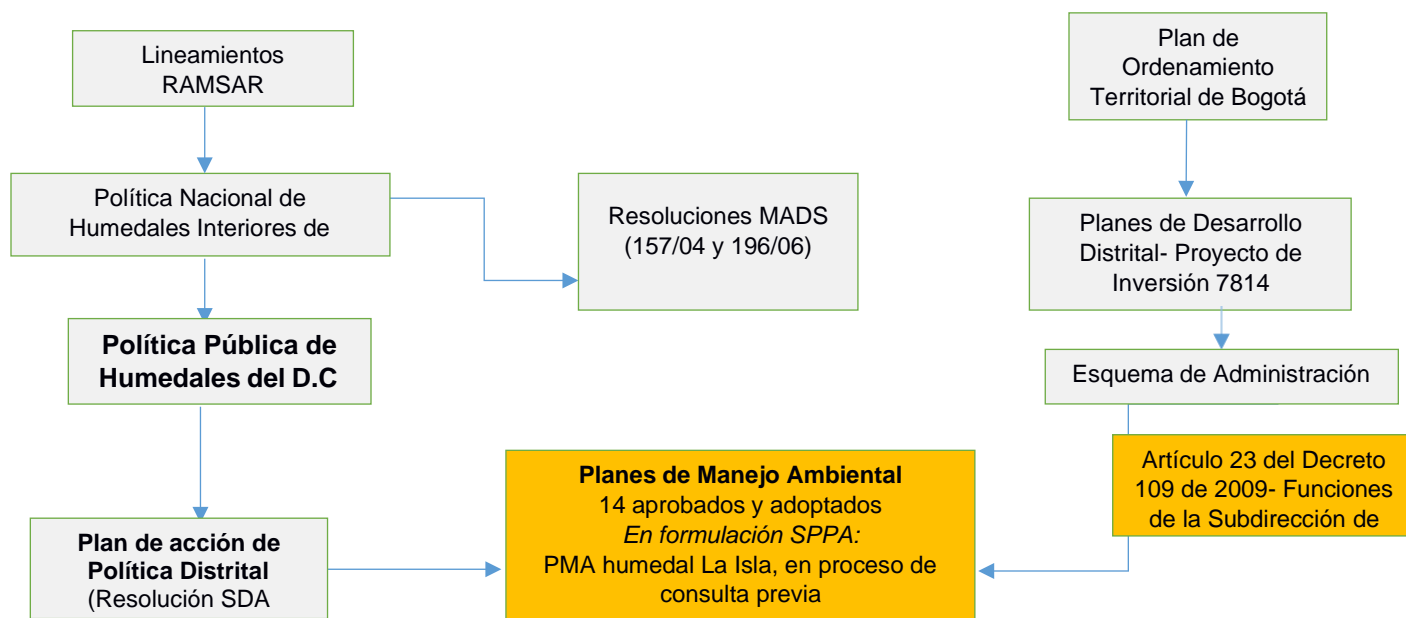 Lineamientos
RAMSAR
Plan de
Ordenamiento
Territorial de Bogotá
Política Nacional de
Humedales Interiores de
Resoluciones MADS
(157/04 y 196/06)
Planes de Desarrollo
Distrital- Proyecto de
Inversión 7814
Política Pública de
Humedales del D.C
Esquema de Administración
Artículo 23 del Decreto
109 de 2009- Funciones
de la Subdirección de
Planes de Manejo Ambiental
14 aprobados y adoptados
En formulación SPPA:
PMA humedal La Isla, en proceso de
consulta previa
Plan de acción de
Política Distrital
(Resolución SDA